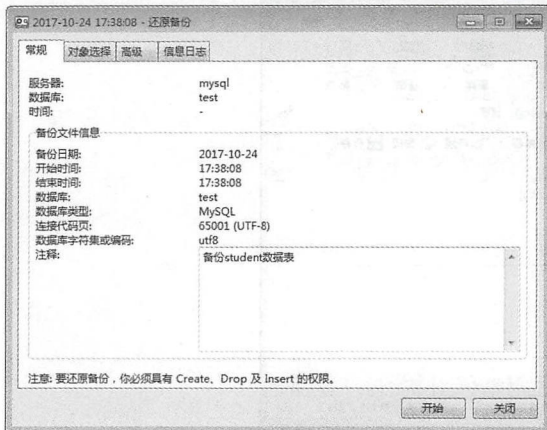 2017-10-24 17:38:08 - 还原备份
常规 对象选择 高级 信息日志
服务器: mysql
数据库: test
时间: -
备份文件信息
备份日期: 2017-10-24
开始时间: 17:38:08
结束时间: 17:38:08
数据库: test
数据库类型: MySQL
连接代码页: 65001 (UTF-8)
数据库字符集或编码: utf8
注释: 备份student数据表
注意: 要还原备份，你必须具有 Create、Drop 及 Insert 的权限。
开始 关闭